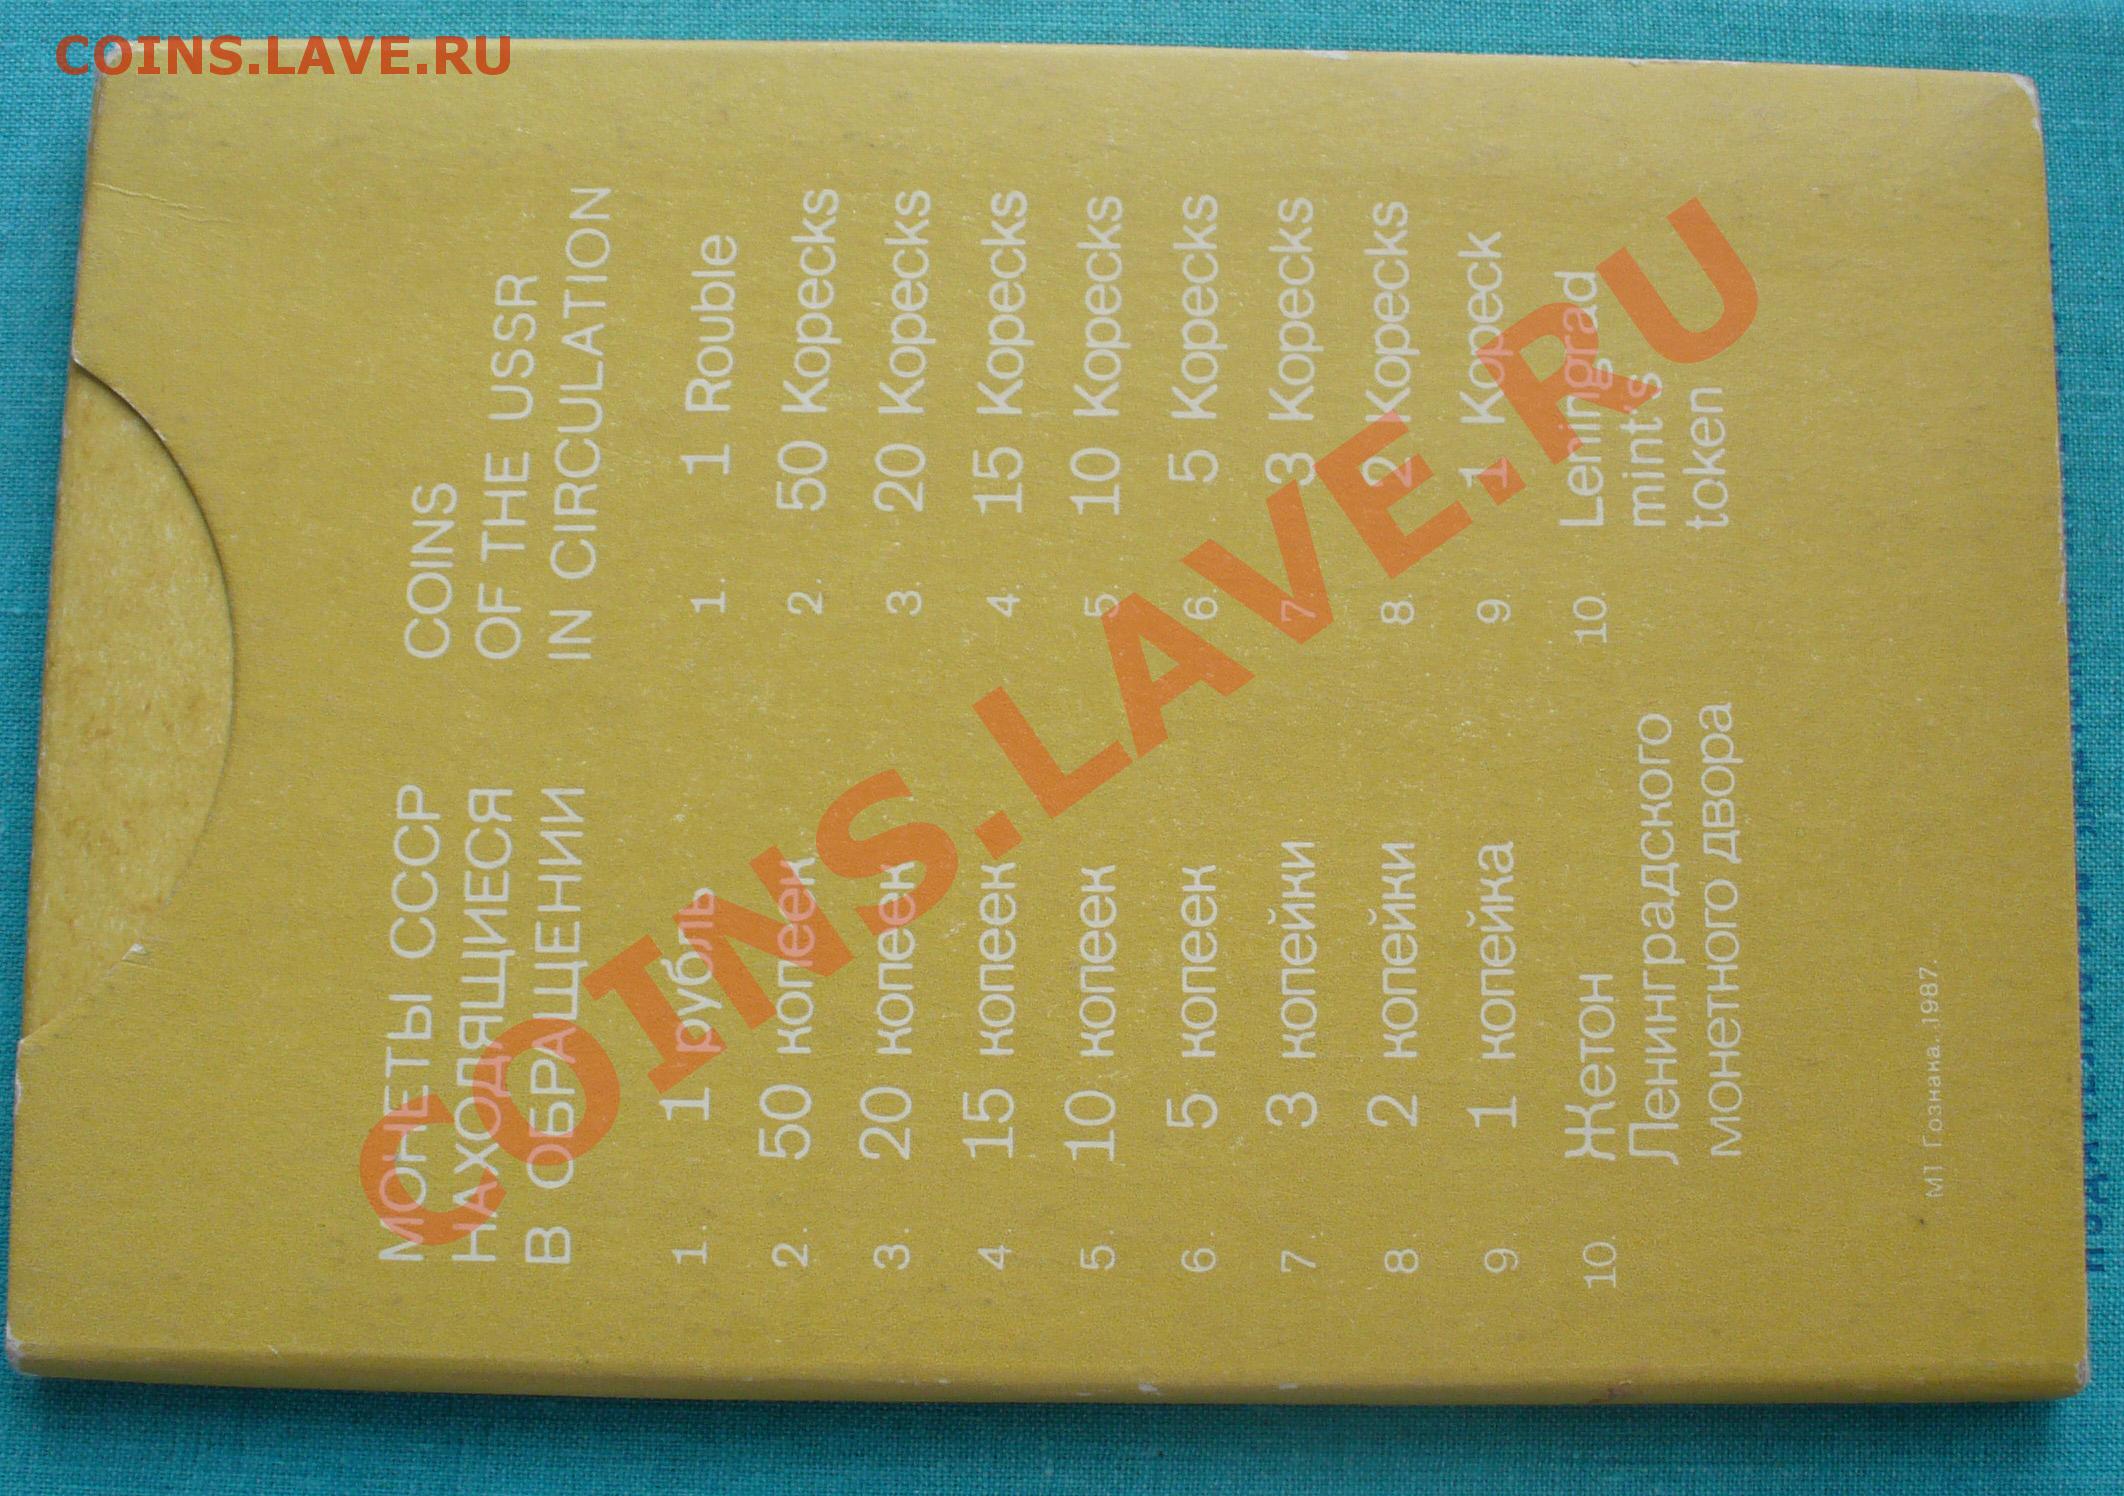 COINS.LAVE.RU
МОНЕТЫ СССР
НАХОДЯЩИЕСЯ
В ОБРАЩЕНИИ
1. 1 рубль
2. 50 копеек
3. 20 копеек
4. 15 копеек
5. 10 копеек
6. 5 копеек
7 3 копейки
8. 2 копейки
9. 1 копейка
10. Жетон
Ленинградского
монетного двора
COINS
OF THE USSR
IN CIRCULATION
1. 1 Rouble
2. 50 Kopecks
3. 20 Kopecks
4. 15 Kopecks
5. 10 Kopecks
6. 5 Kopecks
7. 3 Kopecks
8. 2 Kopecks
9. 1 Kopeck
10. Leningrad
mint's
token
МП Гознака. 1987.
COINS.LAVE.RU